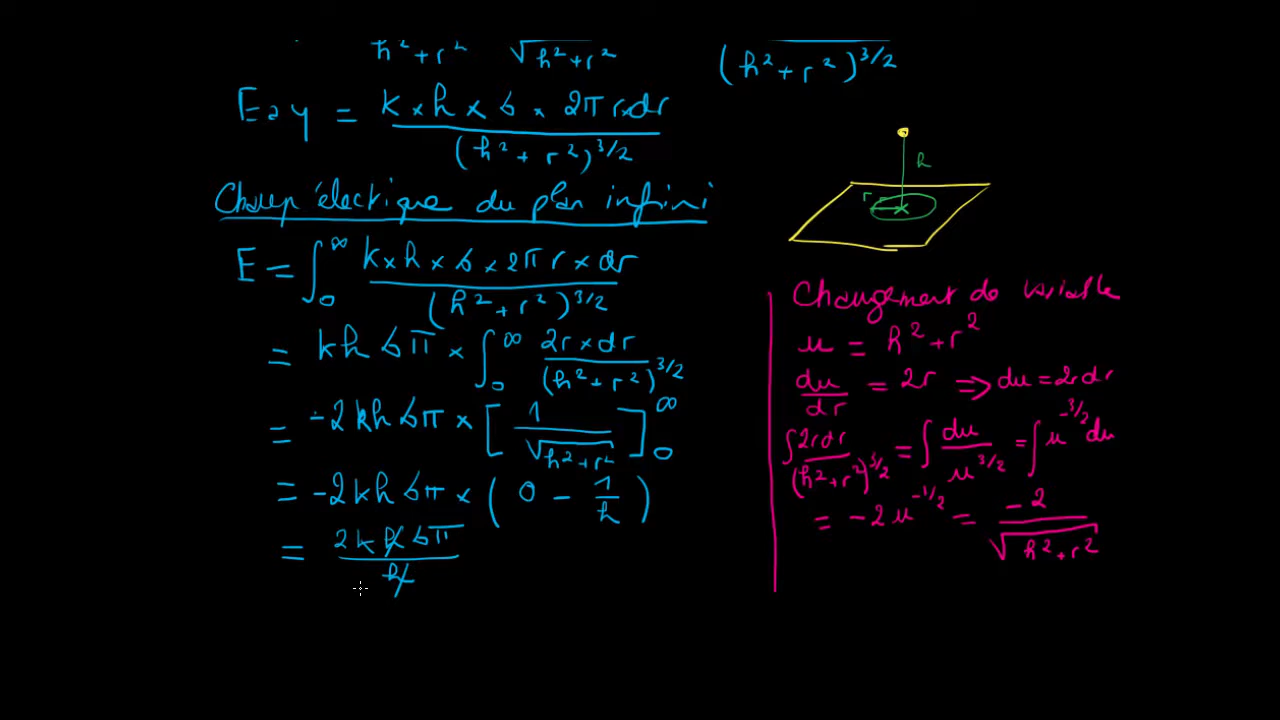 h² + r² √h² + r² (h² + r²)^3/2
E2y = k × h × σ × 2π r × dr / (h² + r²)^3/2
h
r
Champ électrique du plan infini
E = ∫₀^∞ k × h × σ × 2π r × dr / (h² + r²)^3/2
= k h σ π × ∫₀^∞ 2r × dr / (h² + r²)^3/2
= -2 k h σ π × [ 1 / √h² + r² ]₀^∞
= -2 k h σ π × ( 0 - 1/h )
= 2 k h σ π / h
Changement de variable
u = h² + r²
du/dr = 2r => du = 2r dr
∫ 2r dr / (h² + r²)^3/2 = ∫ du / u^3/2 = ∫ u^-3/2 du
= -2 u^-1/2 = -2 / √h² + r²